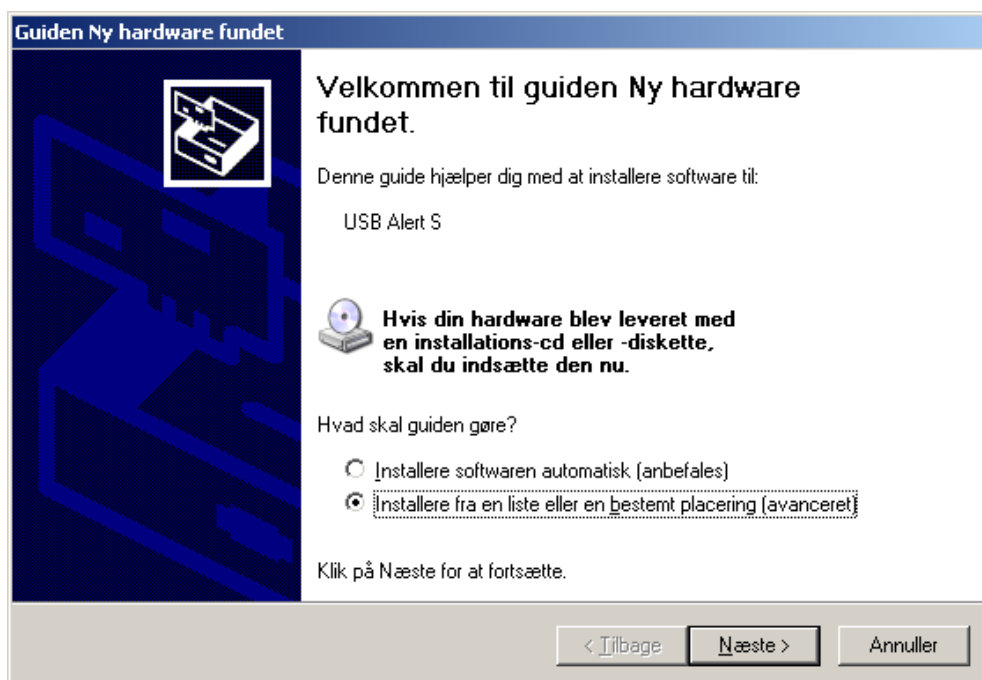 Guiden Ny hardware fundet
Velkommen til guiden Ny hardware
fundet.
Denne guide hjælper dig med at installere software til:
USB Alert S
Hvis din hardware blev leveret med
en installations-cd eller -diskette,
skal du indsætte den nu.
Hvad skal guiden gøre?
Installere softwaren automatisk (anbefales)
Installere fra en liste eller en bestemt placering (avanceret)
Klik på Næste for at fortsætte.
< Tilbage Næste > Annuller